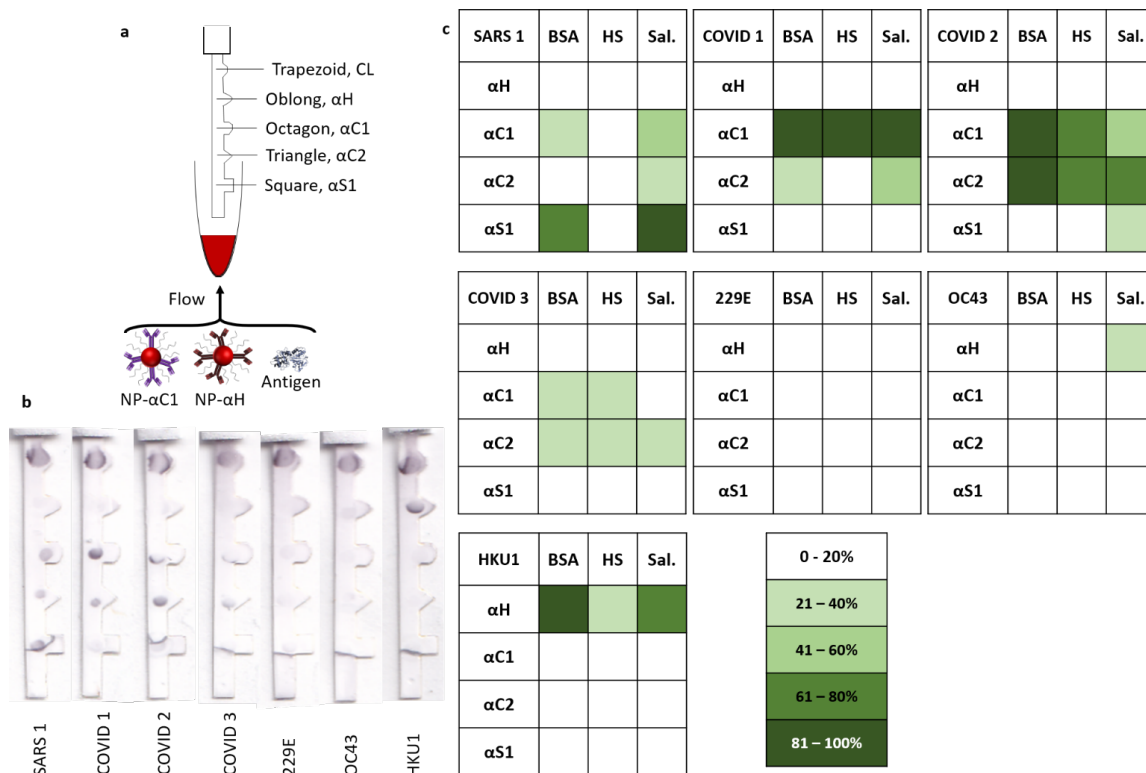 a
Trapezoid, CL
Oblong, αH
Octagon, αC1
Triangle, αC2
Square, αS1
Flow
NP-αC1 NP-αH Antigen
b
SARS 1
COVID 1
COVID 2
COVID 3
229E
OC43
HKU1
c
SARS 1 BSA HS Sal.
αH
αC1
αC2
αS1
COVID 1 BSA HS Sal.
αH
αC1
αC2
αS1
COVID 2 BSA HS Sal.
αH
αC1
αC2
αS1
COVID 3 BSA HS Sal.
αH
αC1
αC2
αS1
229E BSA HS Sal.
αH
αC1
αC2
αS1
OC43 BSA HS Sal.
αH
αC1
αC2
αS1
HKU1 BSA HS Sal.
αH
αC1
αC2
αS1
0 - 20%
21 – 40%
41 – 60%
61 – 80%
81 – 100%